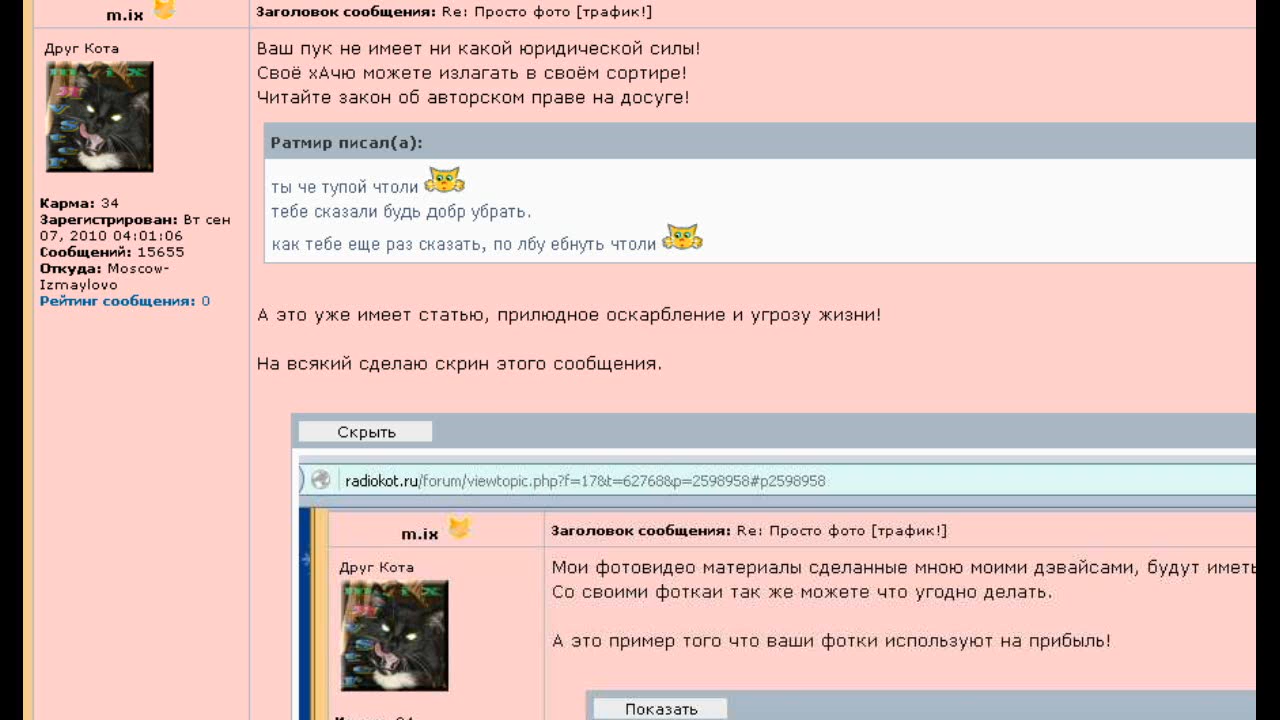 m.ix
Заголовок сообщения: Re: Просто фото [трафик!]
Друг Кота
Карма: 34
Зарегистрирован: Вт сен
07, 2010 04:01:06
Сообщений: 15655
Откуда: Moscow-
Izmaylovo
Рейтинг сообщения: 0
Ваш пук не имеет ни какой юридической силы!
Своё хАчю можете излагать в своём сортире!
Читайте закон об авторском праве на досуге!
Ратмир писал(а):
ты че тупой чтоли
тебе сказали будь добр убрать.
как тебе еще раз сказать, по лбу ебнуть чтоли
А это уже имеет статью, прилюдное оскарбление и угрозу жизни!
На всякий сделаю скрин этого сообщения.
Скрыть
radiokot.ru/forum/viewtopic.php?f=17&t=62768&p=2598958#p2598958
m.ix
Заголовок сообщения: Re: Просто фото [трафик!]
Друг Кота
Мои фотовидео материалы сделанные мною моими дэвайсами, будут иметь
Со своими фоткаи так же можете что угодно делать.
А это пример того что ваши фотки используют на прибыль!
Показать